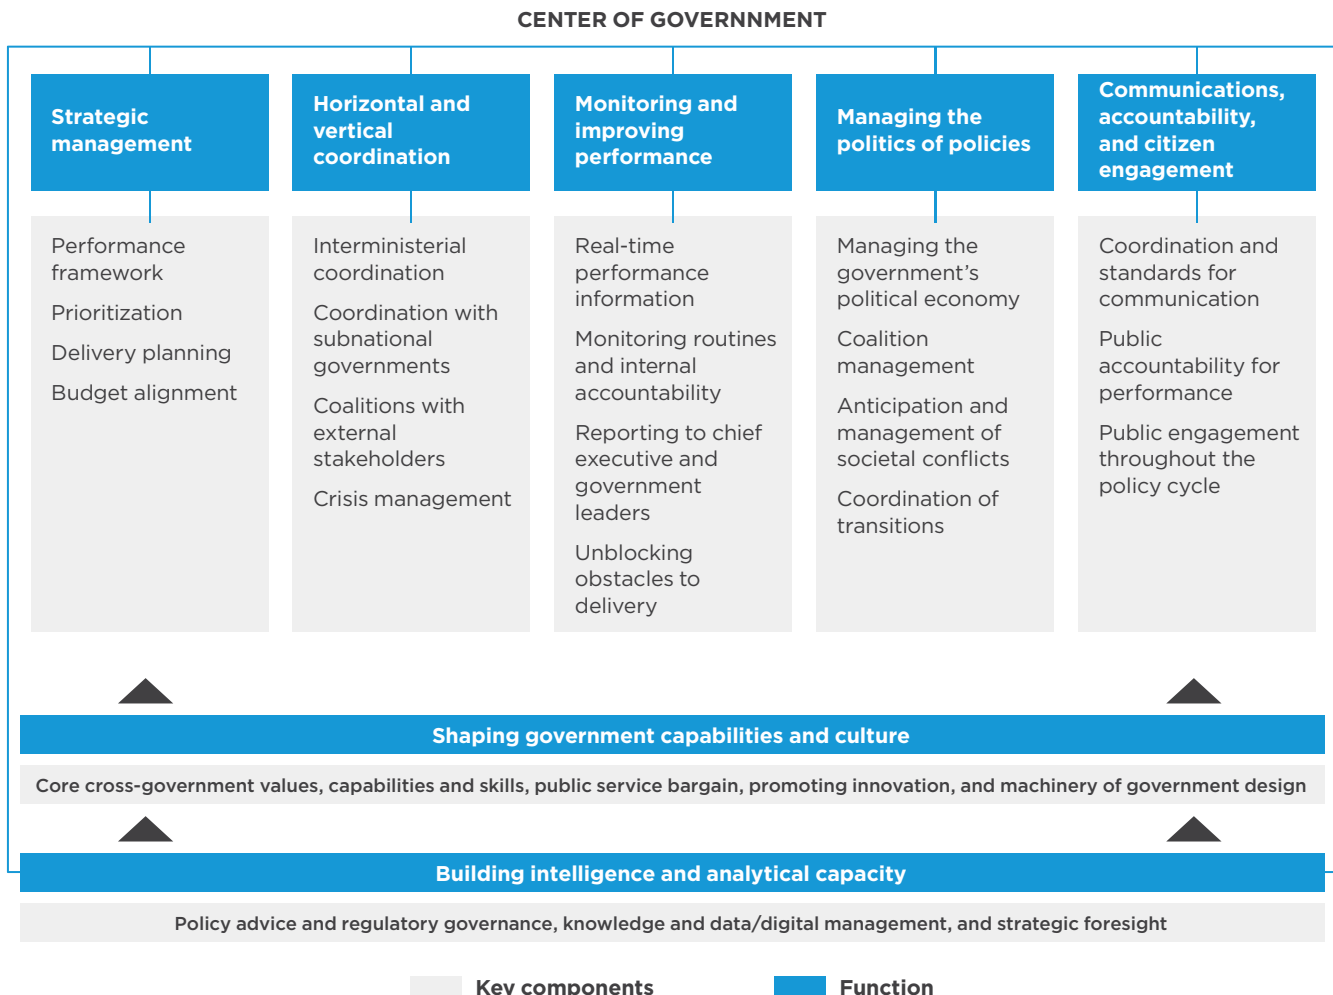 CENTER OF GOVERNNMENT
Strategic
management
Performance
framework
Prioritization
Delivery planning
Budget alignment
Horizontal and
vertical
coordination
Interministerial
coordination
Coordination with
subnational
governments
Coalitions with
external
stakeholders
Crisis management
Monitoring and
improving
performance
Real-time
performance
information
Monitoring routines
and internal
accountability
Reporting to chief
executive and
government
leaders
Unblocking
obstacles to
delivery
Managing the
politics of policies
Managing the
government’s
political economy
Coalition
management
Anticipation and
management of
societal conflicts
Coordination of
transitions
Communications,
accountability,
and citizen
engagement
Coordination and
standards for
communication
Public
accountability for
performance
Public engagement
throughout the
policy cycle
Shaping government capabilities and culture
Core cross-government values, capabilities and skills, public service bargain, promoting innovation, and machinery of government design
Building intelligence and analytical capacity
Policy advice and regulatory governance, knowledge and data/digital management, and strategic foresight
Key components
Function